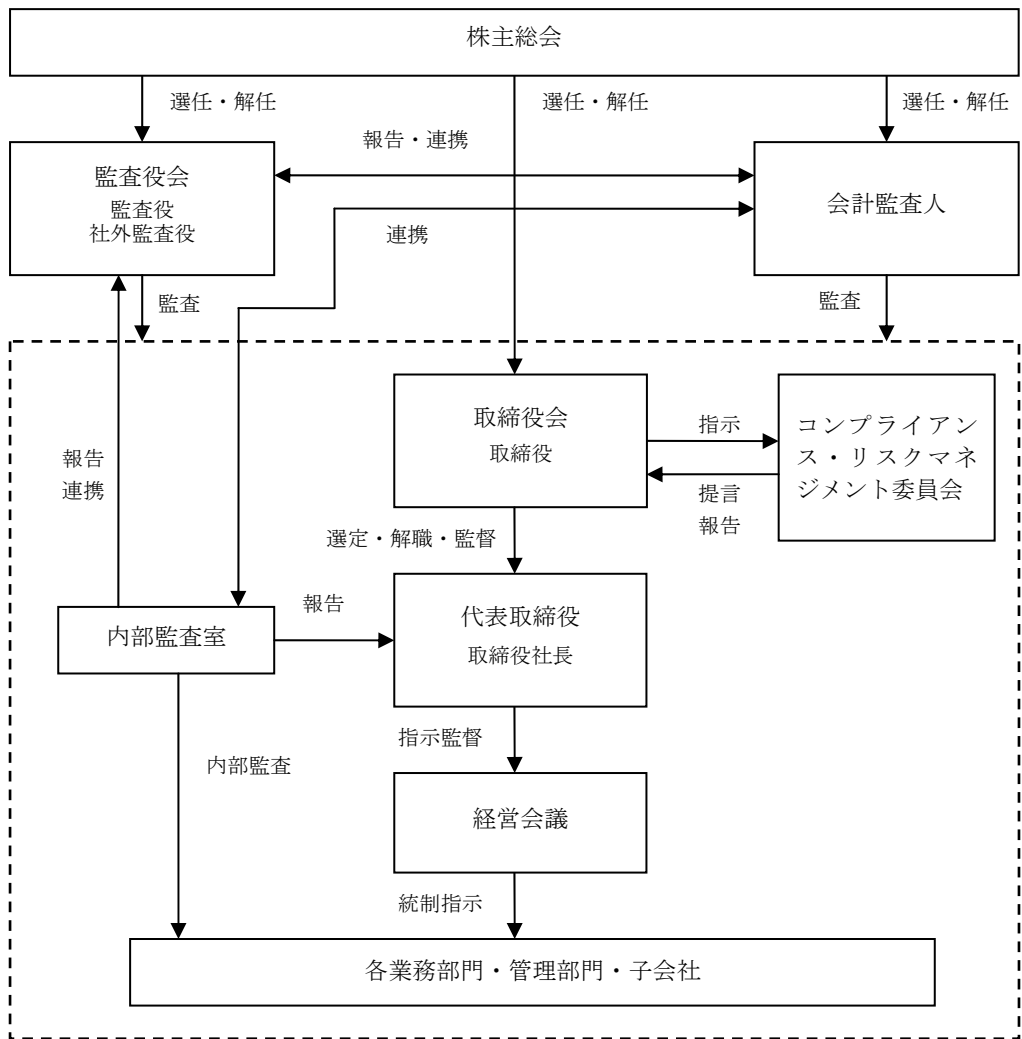 株主総会
選任・解任
選任・解任
選任・解任
報告・連携
監査役会
監査役
社外監査役
会計監査人
連携
監査
監査
取締役会
取締役
指示
コンプライアン
ス・リスクマネ
ジメント委員会
提言
報告
報告
連携
選定・解職・監督
報告
代表取締役
取締役社長
内部監査室
指示監督
内部監査
経営会議
統制指示
各業務部門・管理部門・子会社